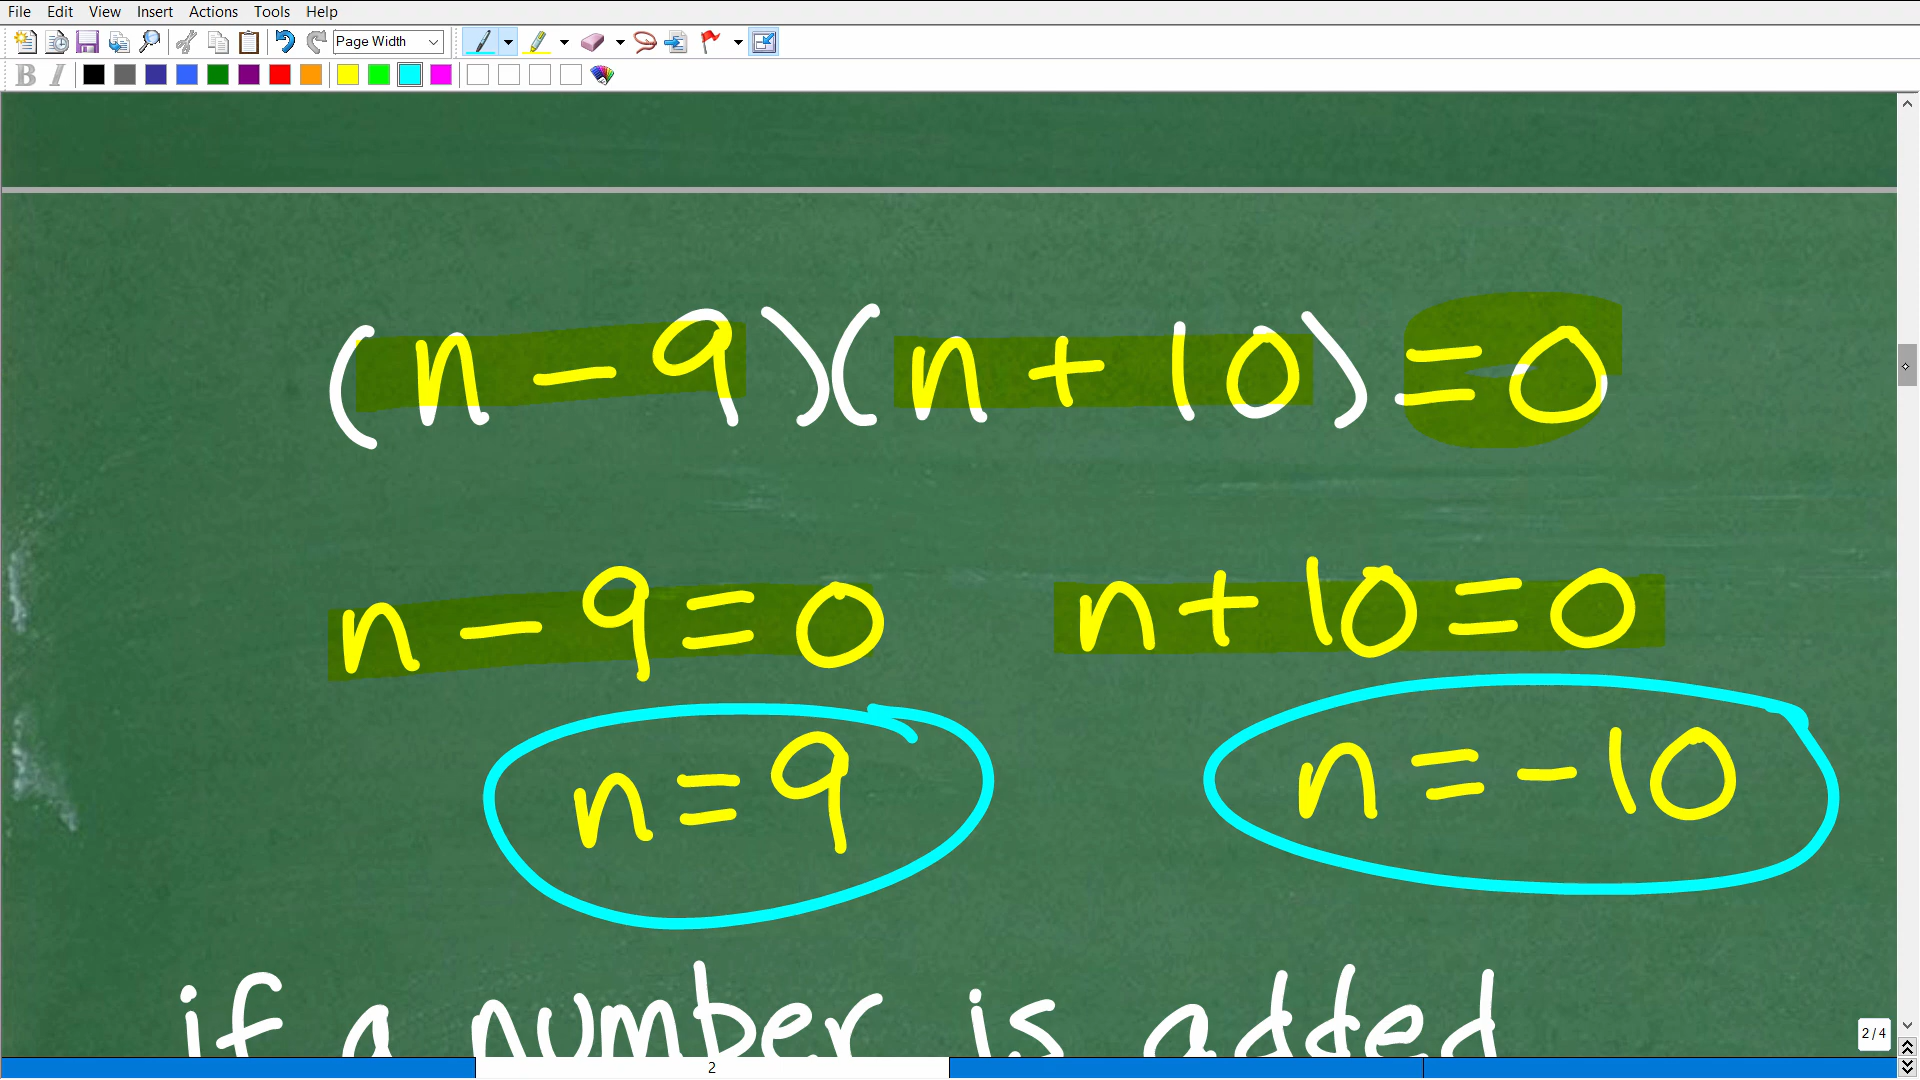 File Edit View Insert Actions Tools Help
Page Width
B I
(n - 9)(n + 10) = 0
n - 9 = 0 n + 10 = 0
n = 9 n = -10
if a number is added
2 / 4
2